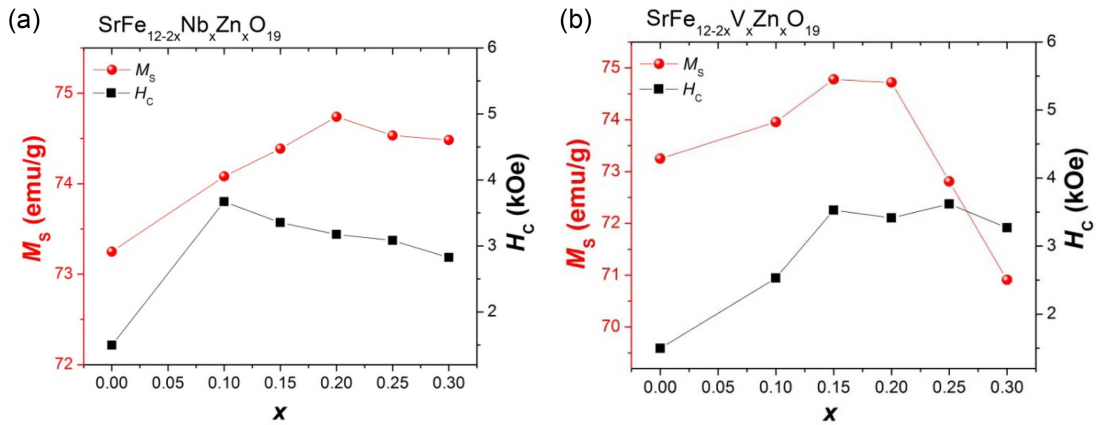 (a)
SrFe12-2xNbxZnxO19
MS
HC
75
74
73
72
MS (emu/g)
6
5
4
3
2
HC (kOe)
0.00 0.05 0.10 0.15 0.20 0.25 0.30
x
(b)
SrFe12-2xVxZnxO19
MS
HC
75
74
73
72
71
70
MS (emu/g)
6
5
4
3
2
HC (kOe)
0.00 0.05 0.10 0.15 0.20 0.25 0.30
x